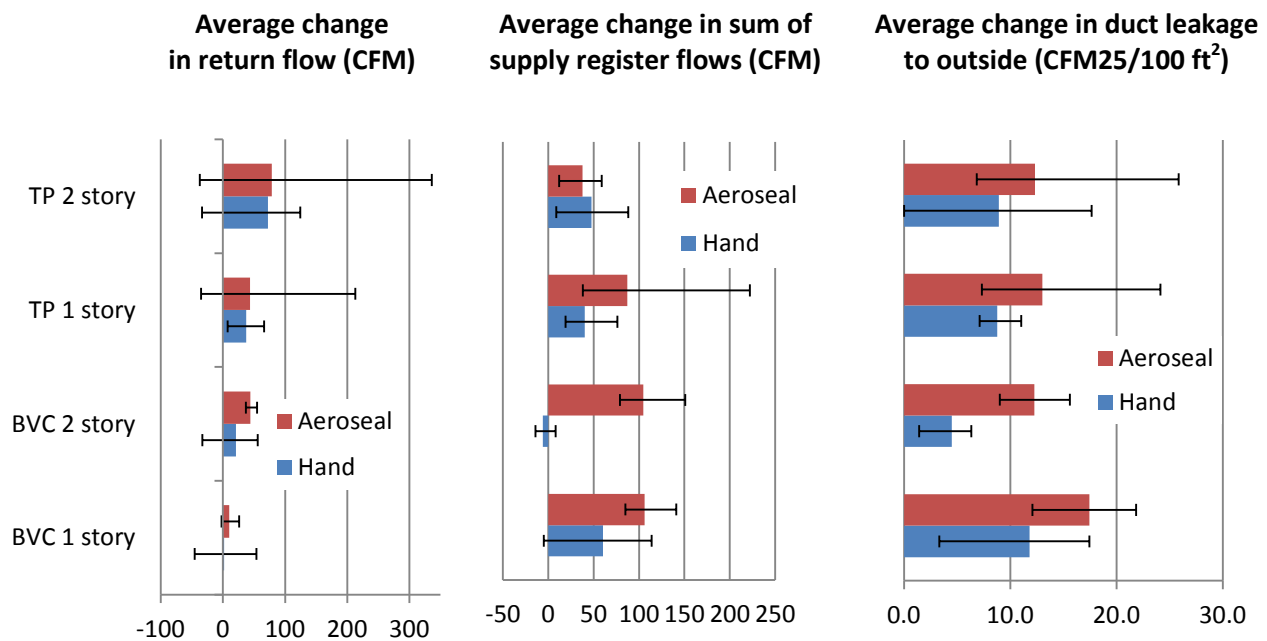 Average change
in return flow (CFM)
Average change in sum of
supply register flows (CFM)
Average change in duct leakage
to outside (CFM25/100 ft²)
TP 2 story
TP 1 story
BVC 2 story
BVC 1 story
Aeroseal
Hand
-100 0 100 200 300
Aeroseal
Hand
-50 0 50 100 150 200 250
Aeroseal
Hand
0.0 10.0 20.0 30.0